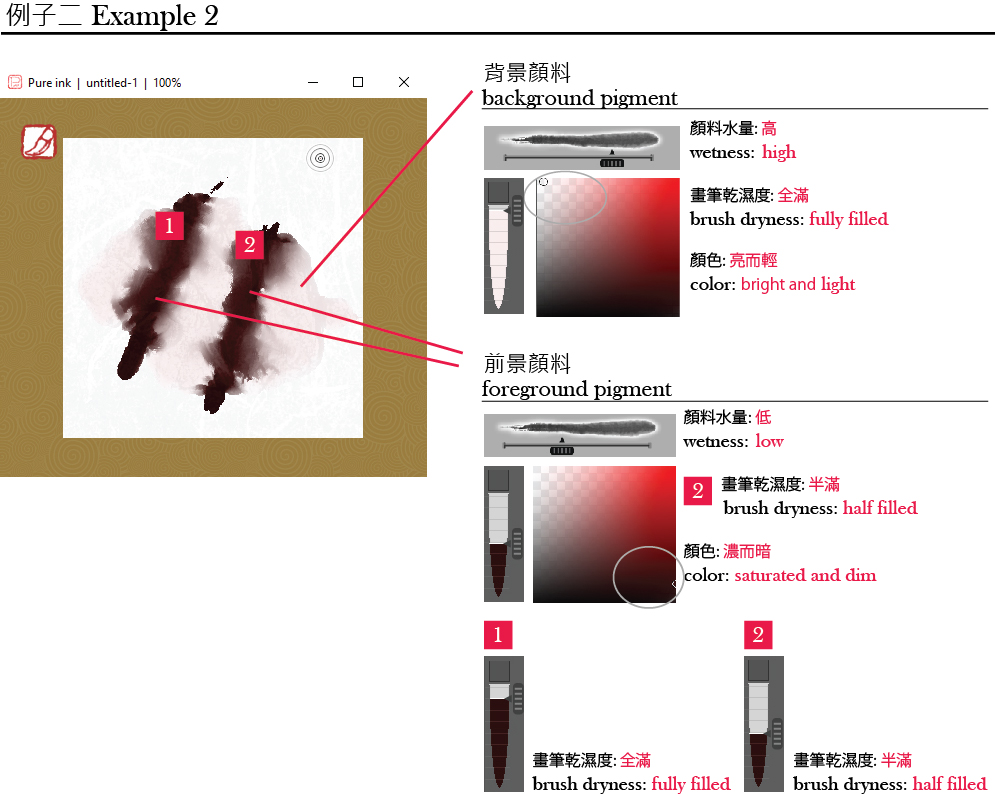 例子二 Example 2
Pure ink | untitled-1 | 100%
1
2
背景顏料
background pigment
顏料水量: 高
wetness: high
畫筆乾濕度: 全滿
brush dryness: fully filled
顏色: 亮而輕
color: bright and light
前景顏料
foreground pigment
顏料水量: 低
wetness: low
2
畫筆乾濕度: 半滿
brush dryness: half filled
顏色: 濃而暗
color: saturated and dim
1
畫筆乾濕度: 全滿
brush dryness: fully filled
2
畫筆乾濕度: 半滿
brush dryness: half filled